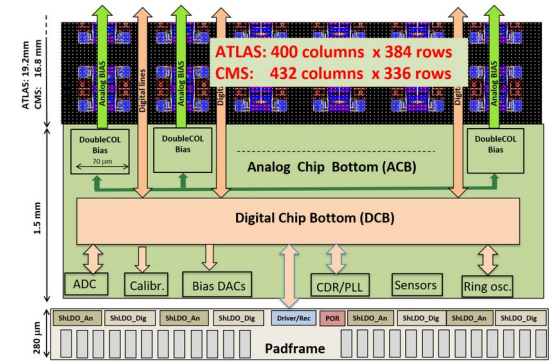 ATLAS: 19.2mm
CMS: 16.8 mm
Analog BIAS
Digital lines
Analog BIAS
ATLAS: 400 columns x 384 rows
CMS: 432 columns x 336 rows
Analog BIAS
DoubleCOL
Bias
70 μm
DoubleCOL
Bias
DoubleCOL
Bias
Analog Chip Bottom (ACB)
1.5 mm
Digital Chip Bottom (DCB)
ADC
Calibr.
Bias DACs
CDR/PLL
Sensors
Ring osc.
280 μm
ShLDO_An
ShLDO_Dig
ShLDO_An
ShLDO_Dig
Driver/Rec
POR
ShLDO_An
ShLDO_Dig
ShLDO_An
ShLDO_Dig
Padframe